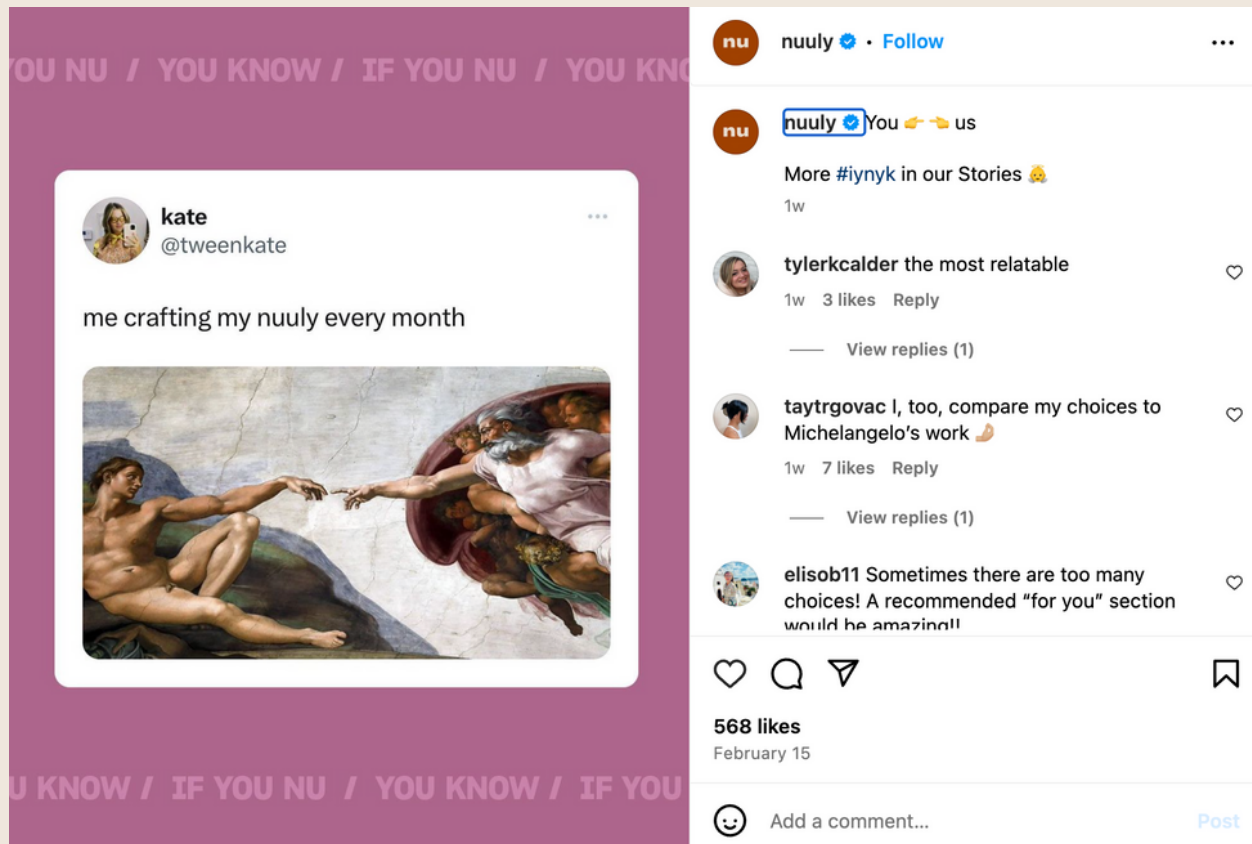 OU NU / YOU KNOW / IF YOU NU / YOU KNO
kate
@tweenkate
me crafting my nuuly every month
U KNOW / IF YOU NU / YOU KNOW / IF YOU
nu
nuuly • Follow
nu
nuuly You 👉 👈 us
More #iynyk in our Stories 👼
1w
tylerkcalder the most relatable
1w 3 likes Reply
View replies (1)
taytrgovac I, too, compare my choices to
Michelangelo's work 🤌🏼
1w 7 likes Reply
View replies (1)
elisob11 Sometimes there are too many
choices! A recommended “for you” section
would be amazing!!
568 likes
February 15
Add a comment...
Post